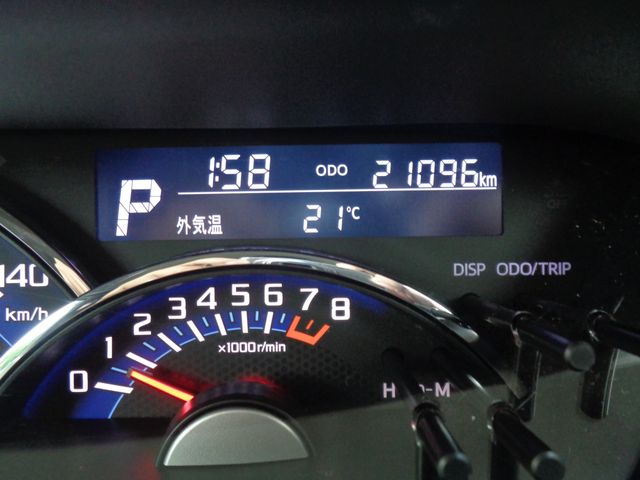 1:58 ODO 21096km
P
外気温 21℃
DISP ODO/TRIP
140
km/h
0 1 2 3 4 5 6 7 8
×1000r/min
H
-M